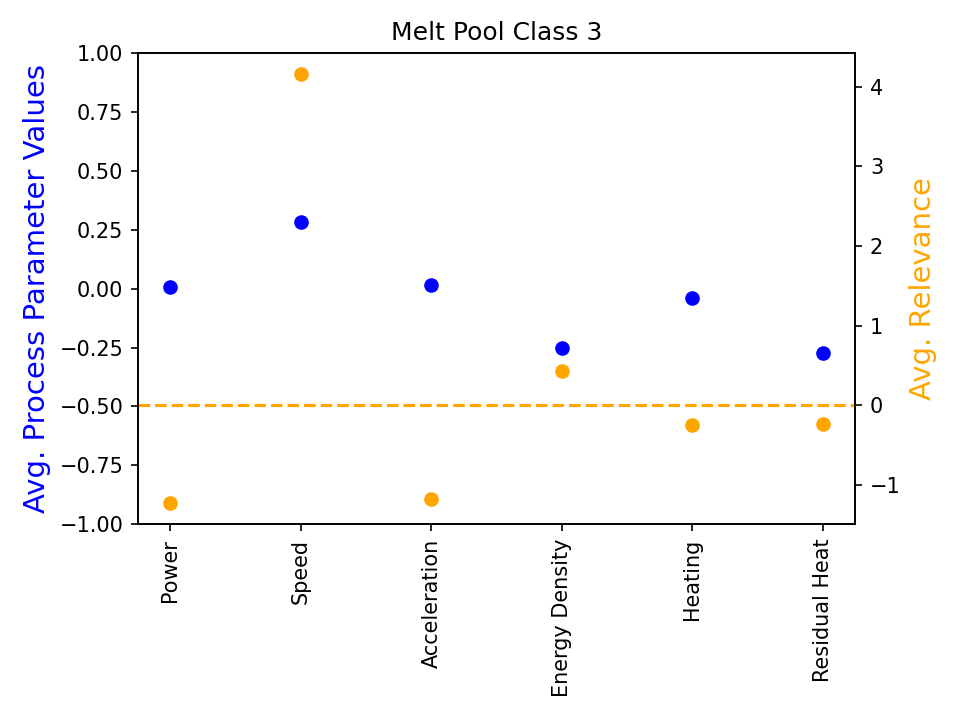 Melt Pool Class 3
Avg. Process Parameter Values
1.00
0.75
0.50
0.25
0.00
−0.25
−0.50
−0.75
−1.00
4
3
2
1
0
−1
Avg. Relevance
Power
Speed
Acceleration
Energy Density
Heating
Residual Heat